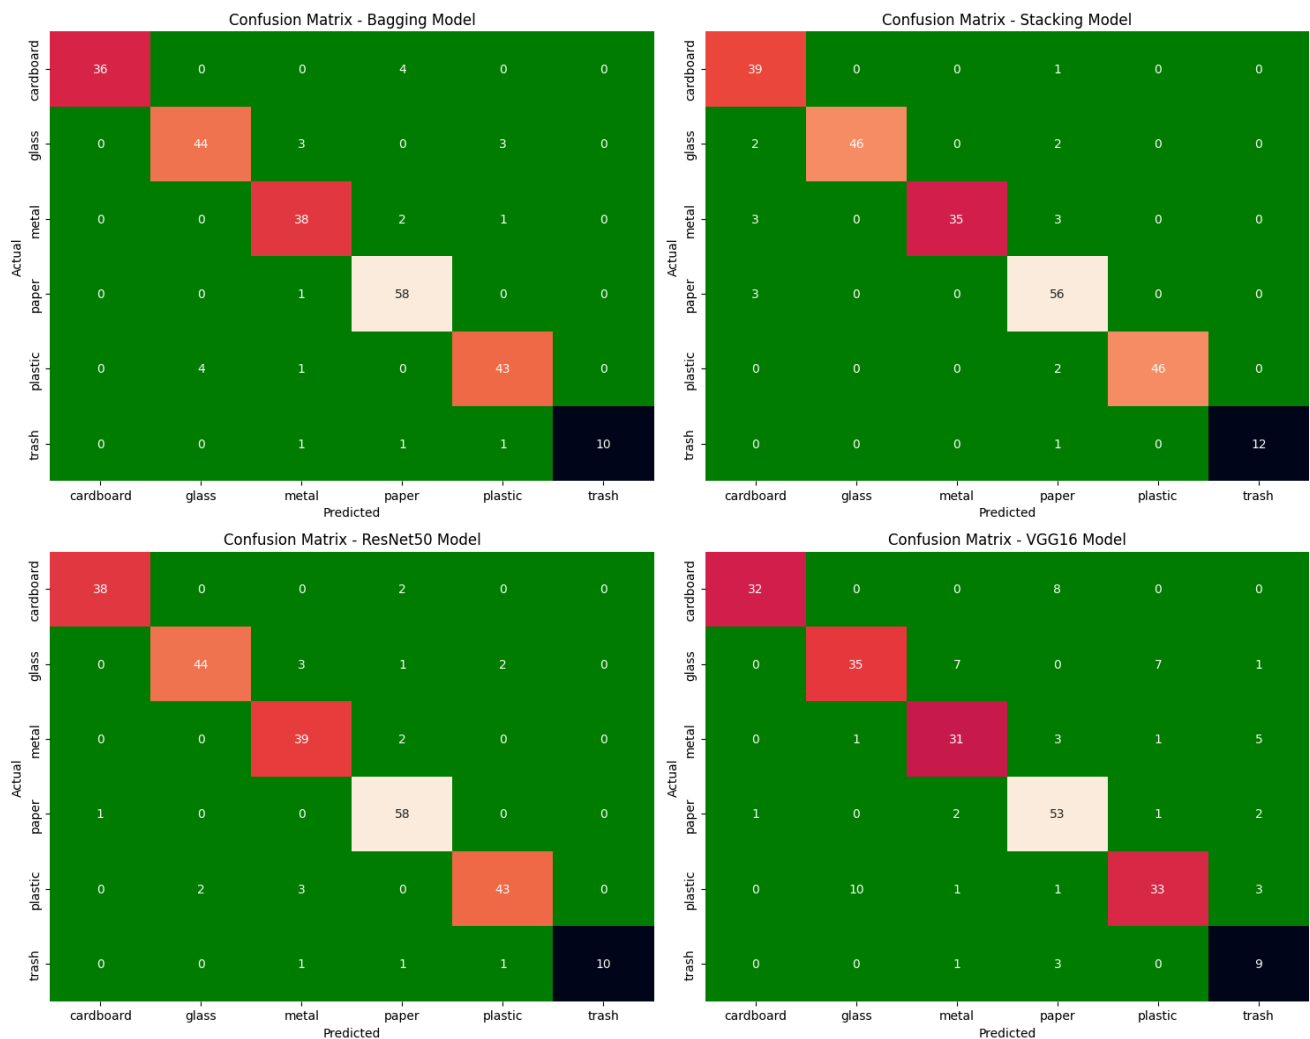 Confusion Matrix - Bagging Model
cardboard 36 0 0 4 0 0
glass 0 44 3 0 3 0
metal 0 0 38 2 1 0
Actual
paper 0 0 1 58 0 0
plastic 0 4 1 0 43 0
trash 0 0 1 1 1 10
cardboard glass metal paper plastic trash
Predicted
Confusion Matrix - Stacking Model
cardboard 39 0 0 1 0 0
glass 2 46 0 2 0 0
metal 3 0 35 3 0 0
Actual
paper 3 0 0 56 0 0
plastic 0 0 0 2 46 0
trash 0 0 0 1 0 12
cardboard glass metal paper plastic trash
Predicted
Confusion Matrix - ResNet50 Model
cardboard 38 0 0 2 0 0
glass 0 44 3 1 2 0
metal 0 0 39 2 0 0
Actual
paper 1 0 0 58 0 0
plastic 0 2 3 0 43 0
trash 0 0 1 1 1 10
cardboard glass metal paper plastic trash
Predicted
Confusion Matrix - VGG16 Model
cardboard 32 0 0 8 0 0
glass 0 35 7 0 7 1
metal 0 1 31 3 1 5
Actual
paper 1 0 2 53 1 2
plastic 0 10 1 1 33 3
trash 0 0 1 3 0 9
cardboard glass metal paper plastic trash
Predicted